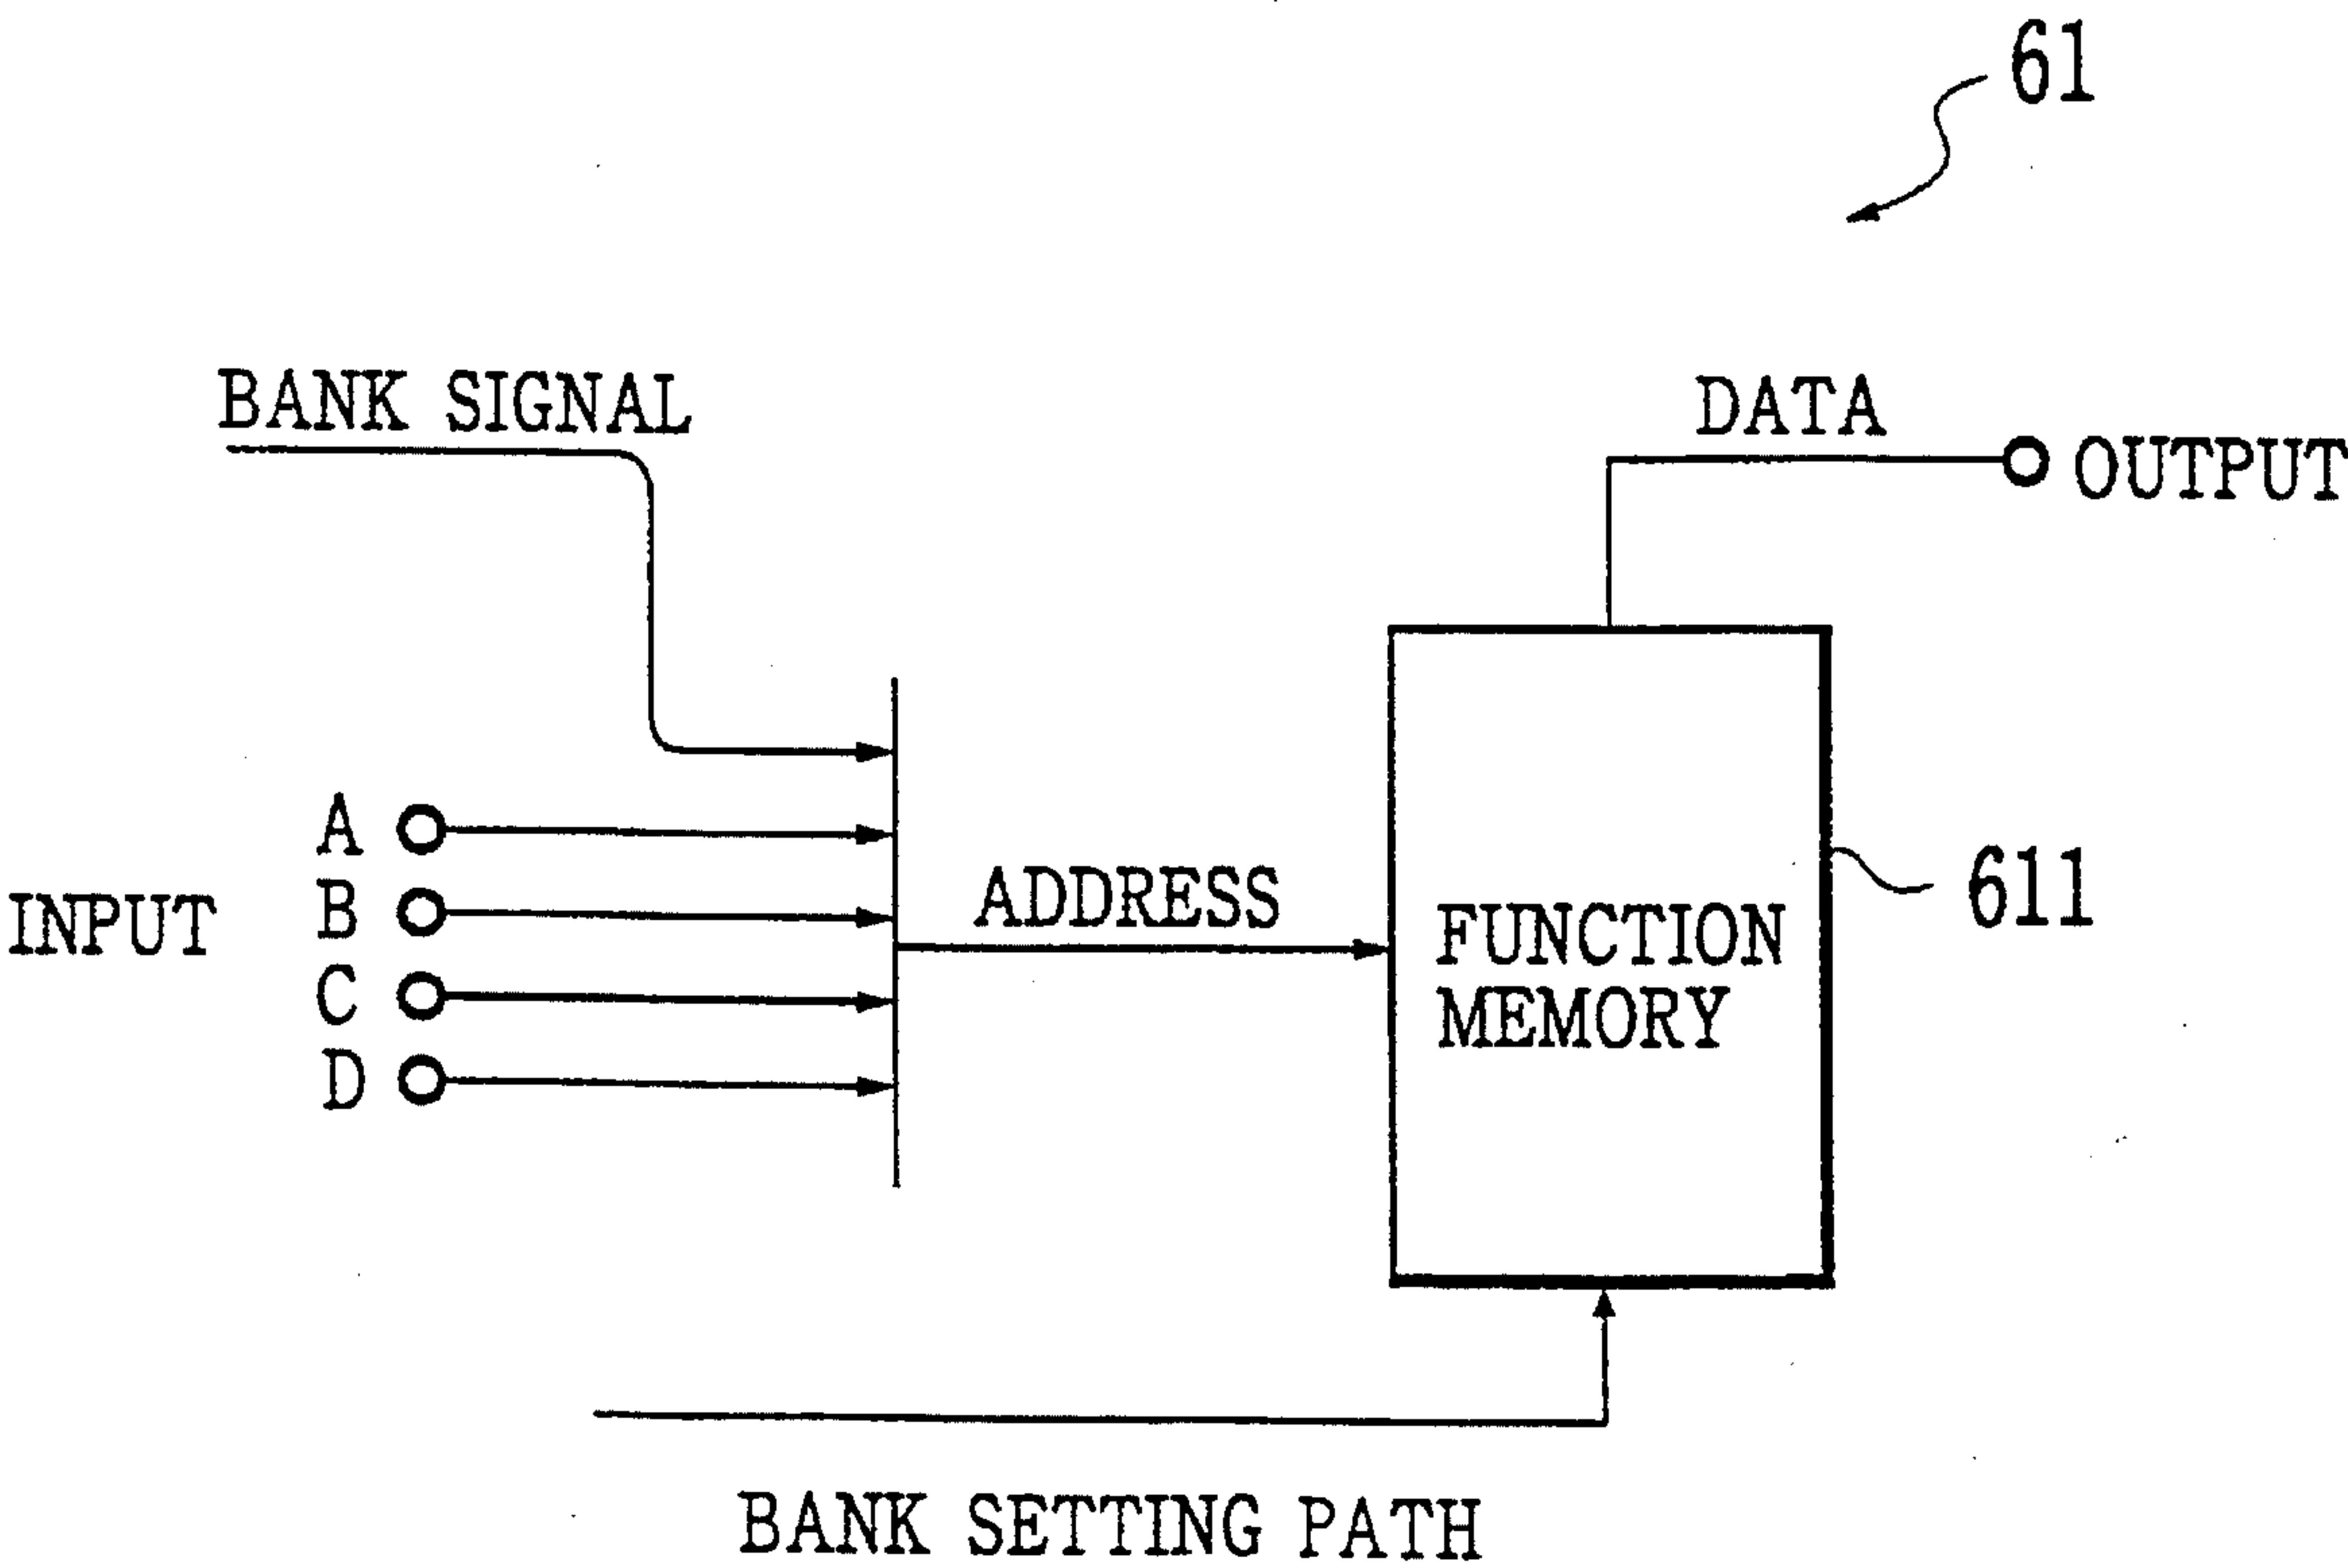 61
BANK SIGNAL
DATA
OUTPUT
A
B
INPUT
C
D
ADDRESS
FUNCTION
MEMORY
611
BANK SETTING PATH